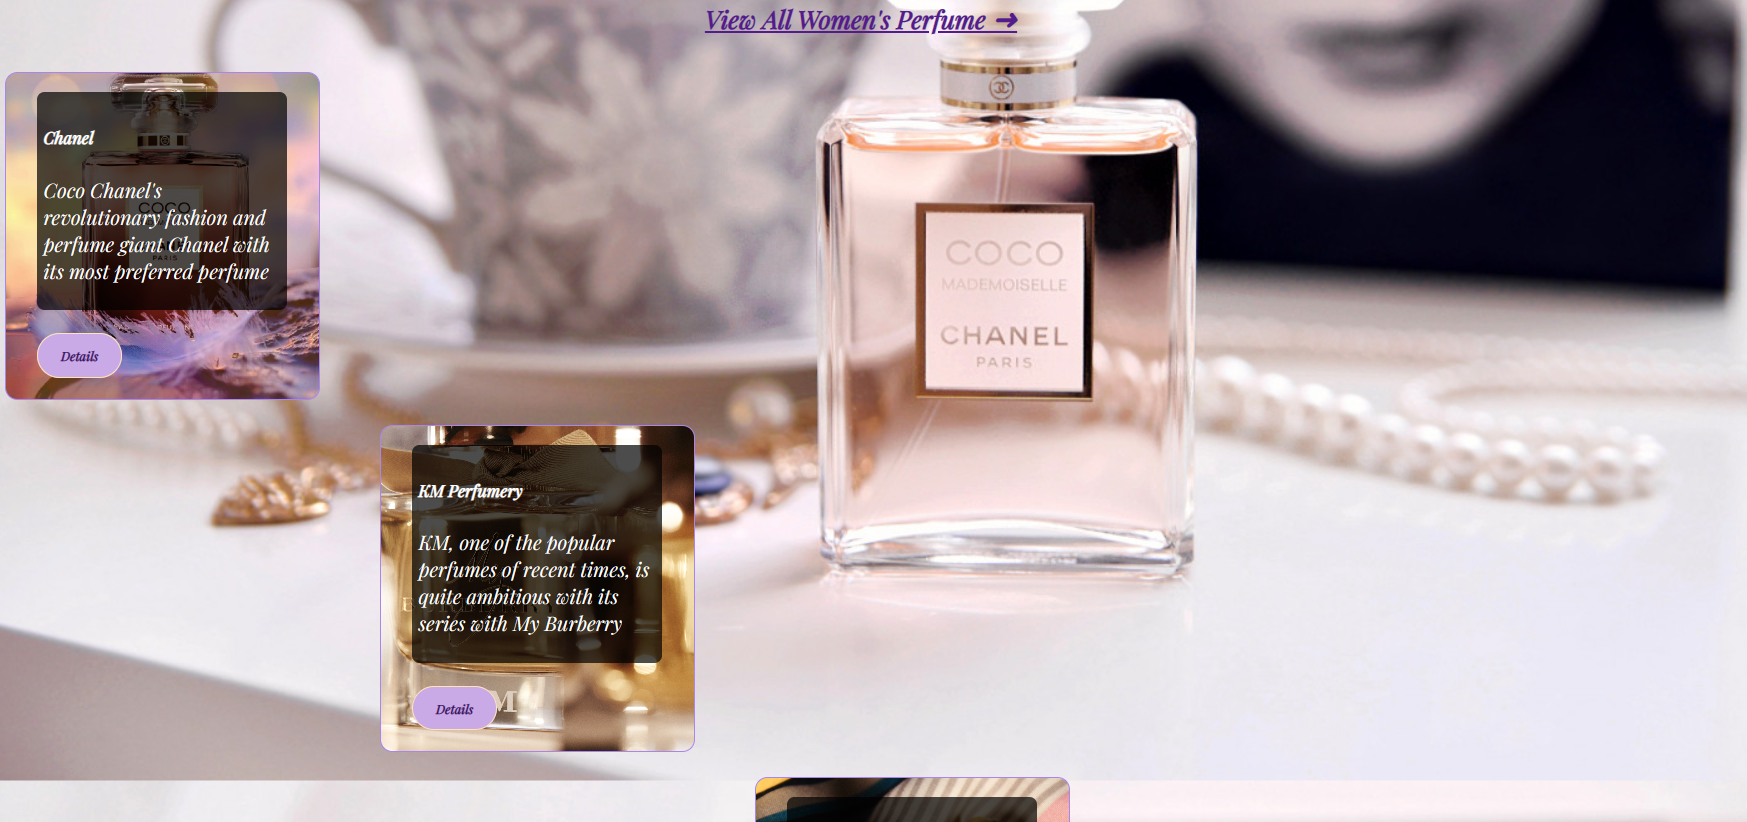 View All Women's Perfume ➜
Chanel
Coco Chanel's
revolutionary fashion and
perfume giant Chanel with
its most preferred perfume
Details
COCO
MADEMOISELLE
CHANEL
PARIS
KM Perfumery
KM, one of the popular
perfumes of recent times, is
quite ambitious with its
series with My Burberry
Details